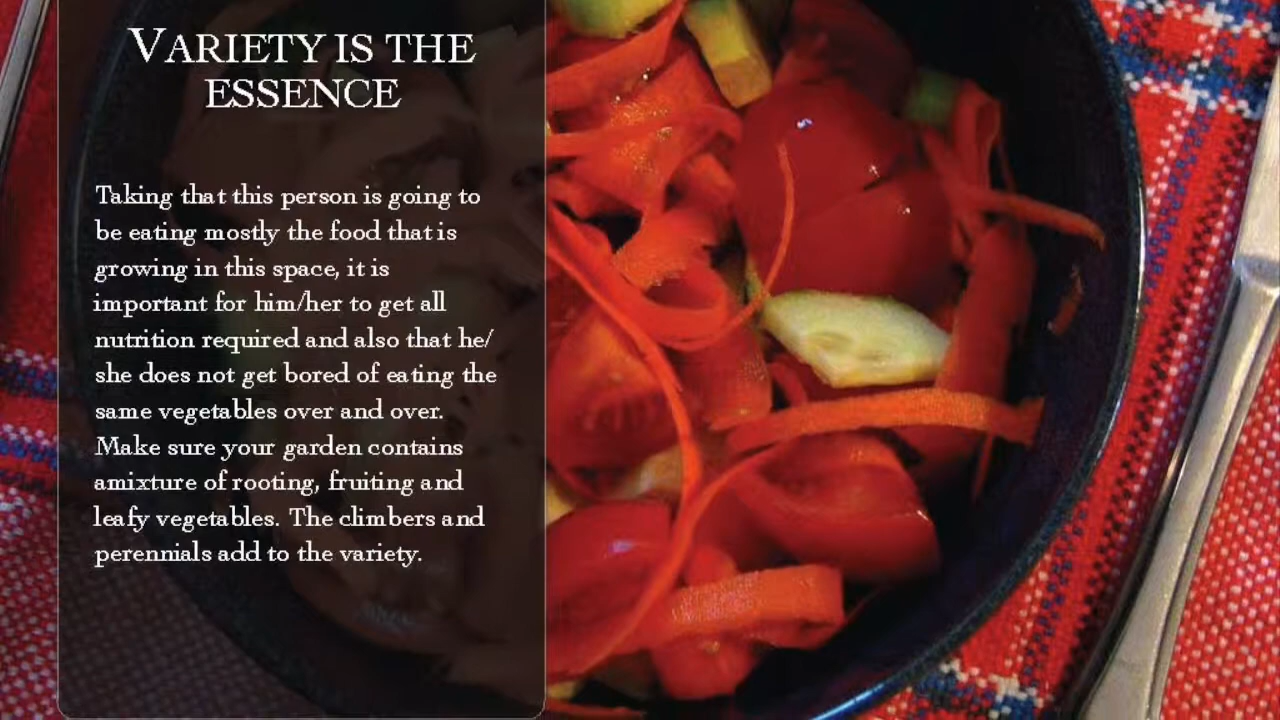 VARIETY IS THE
ESSENCE
Taking that this person is going to
be eating mostly the food that is
growing in this space, it is
important for him/her to get all
nutrition required and also that he/
she does not get bored of eating the
same vegetables over and over.
Make sure your garden contains
amixture of rooting, fruiting and
leafy vegetables. The climbers and
perennials add to the variety.